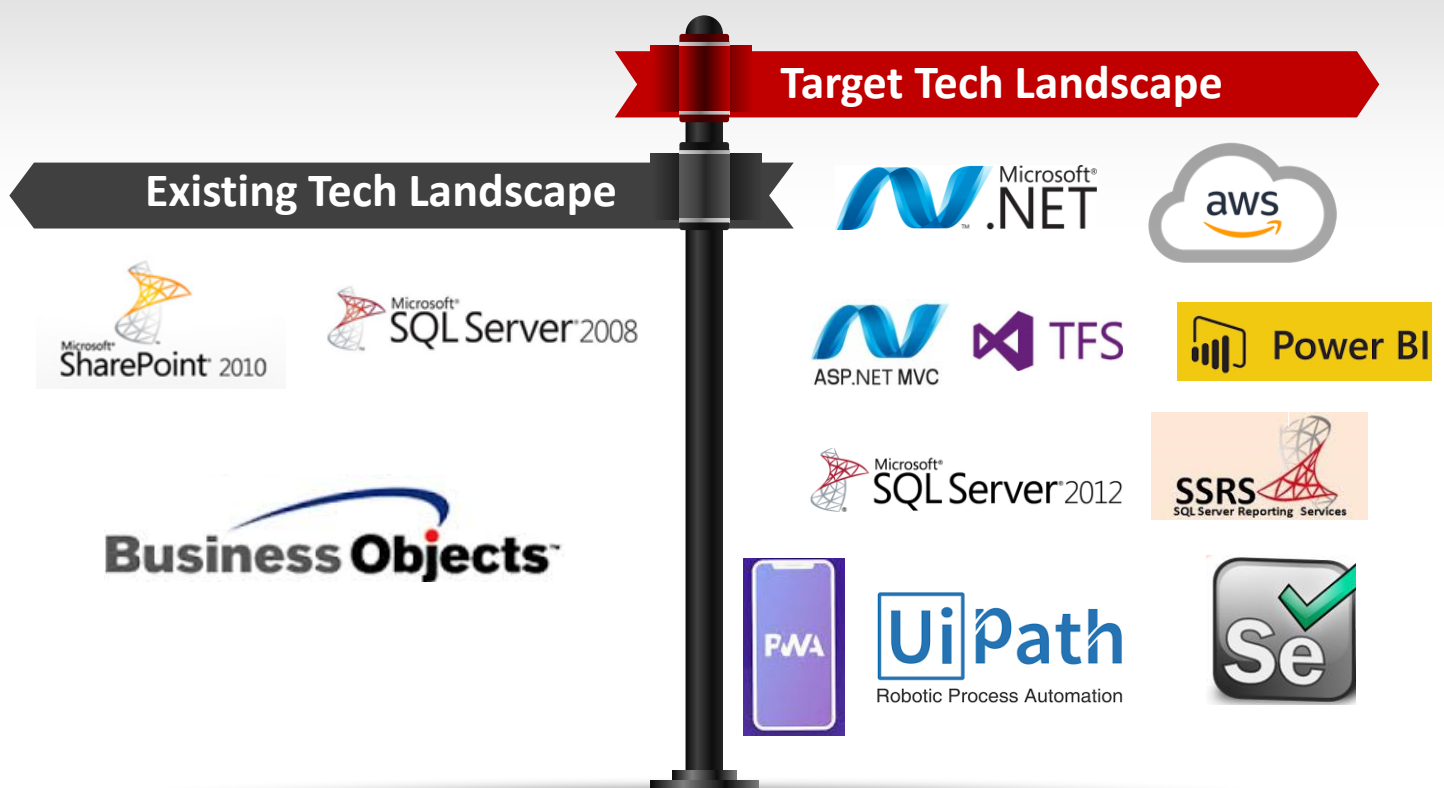 Target Tech Landscape
Existing Tech Landscape
Microsoft®
.NET
™
aws
Microsoft®
SharePoint® 2010
Microsoft®
SQL Server® 2008
ASP.NET MVC
TFS
Power BI
Microsoft®
SQL Server® 2012
SSRS
SQL Server Reporting Services
Business Objects™
PWA
UiPath
Robotic Process Automation
Se